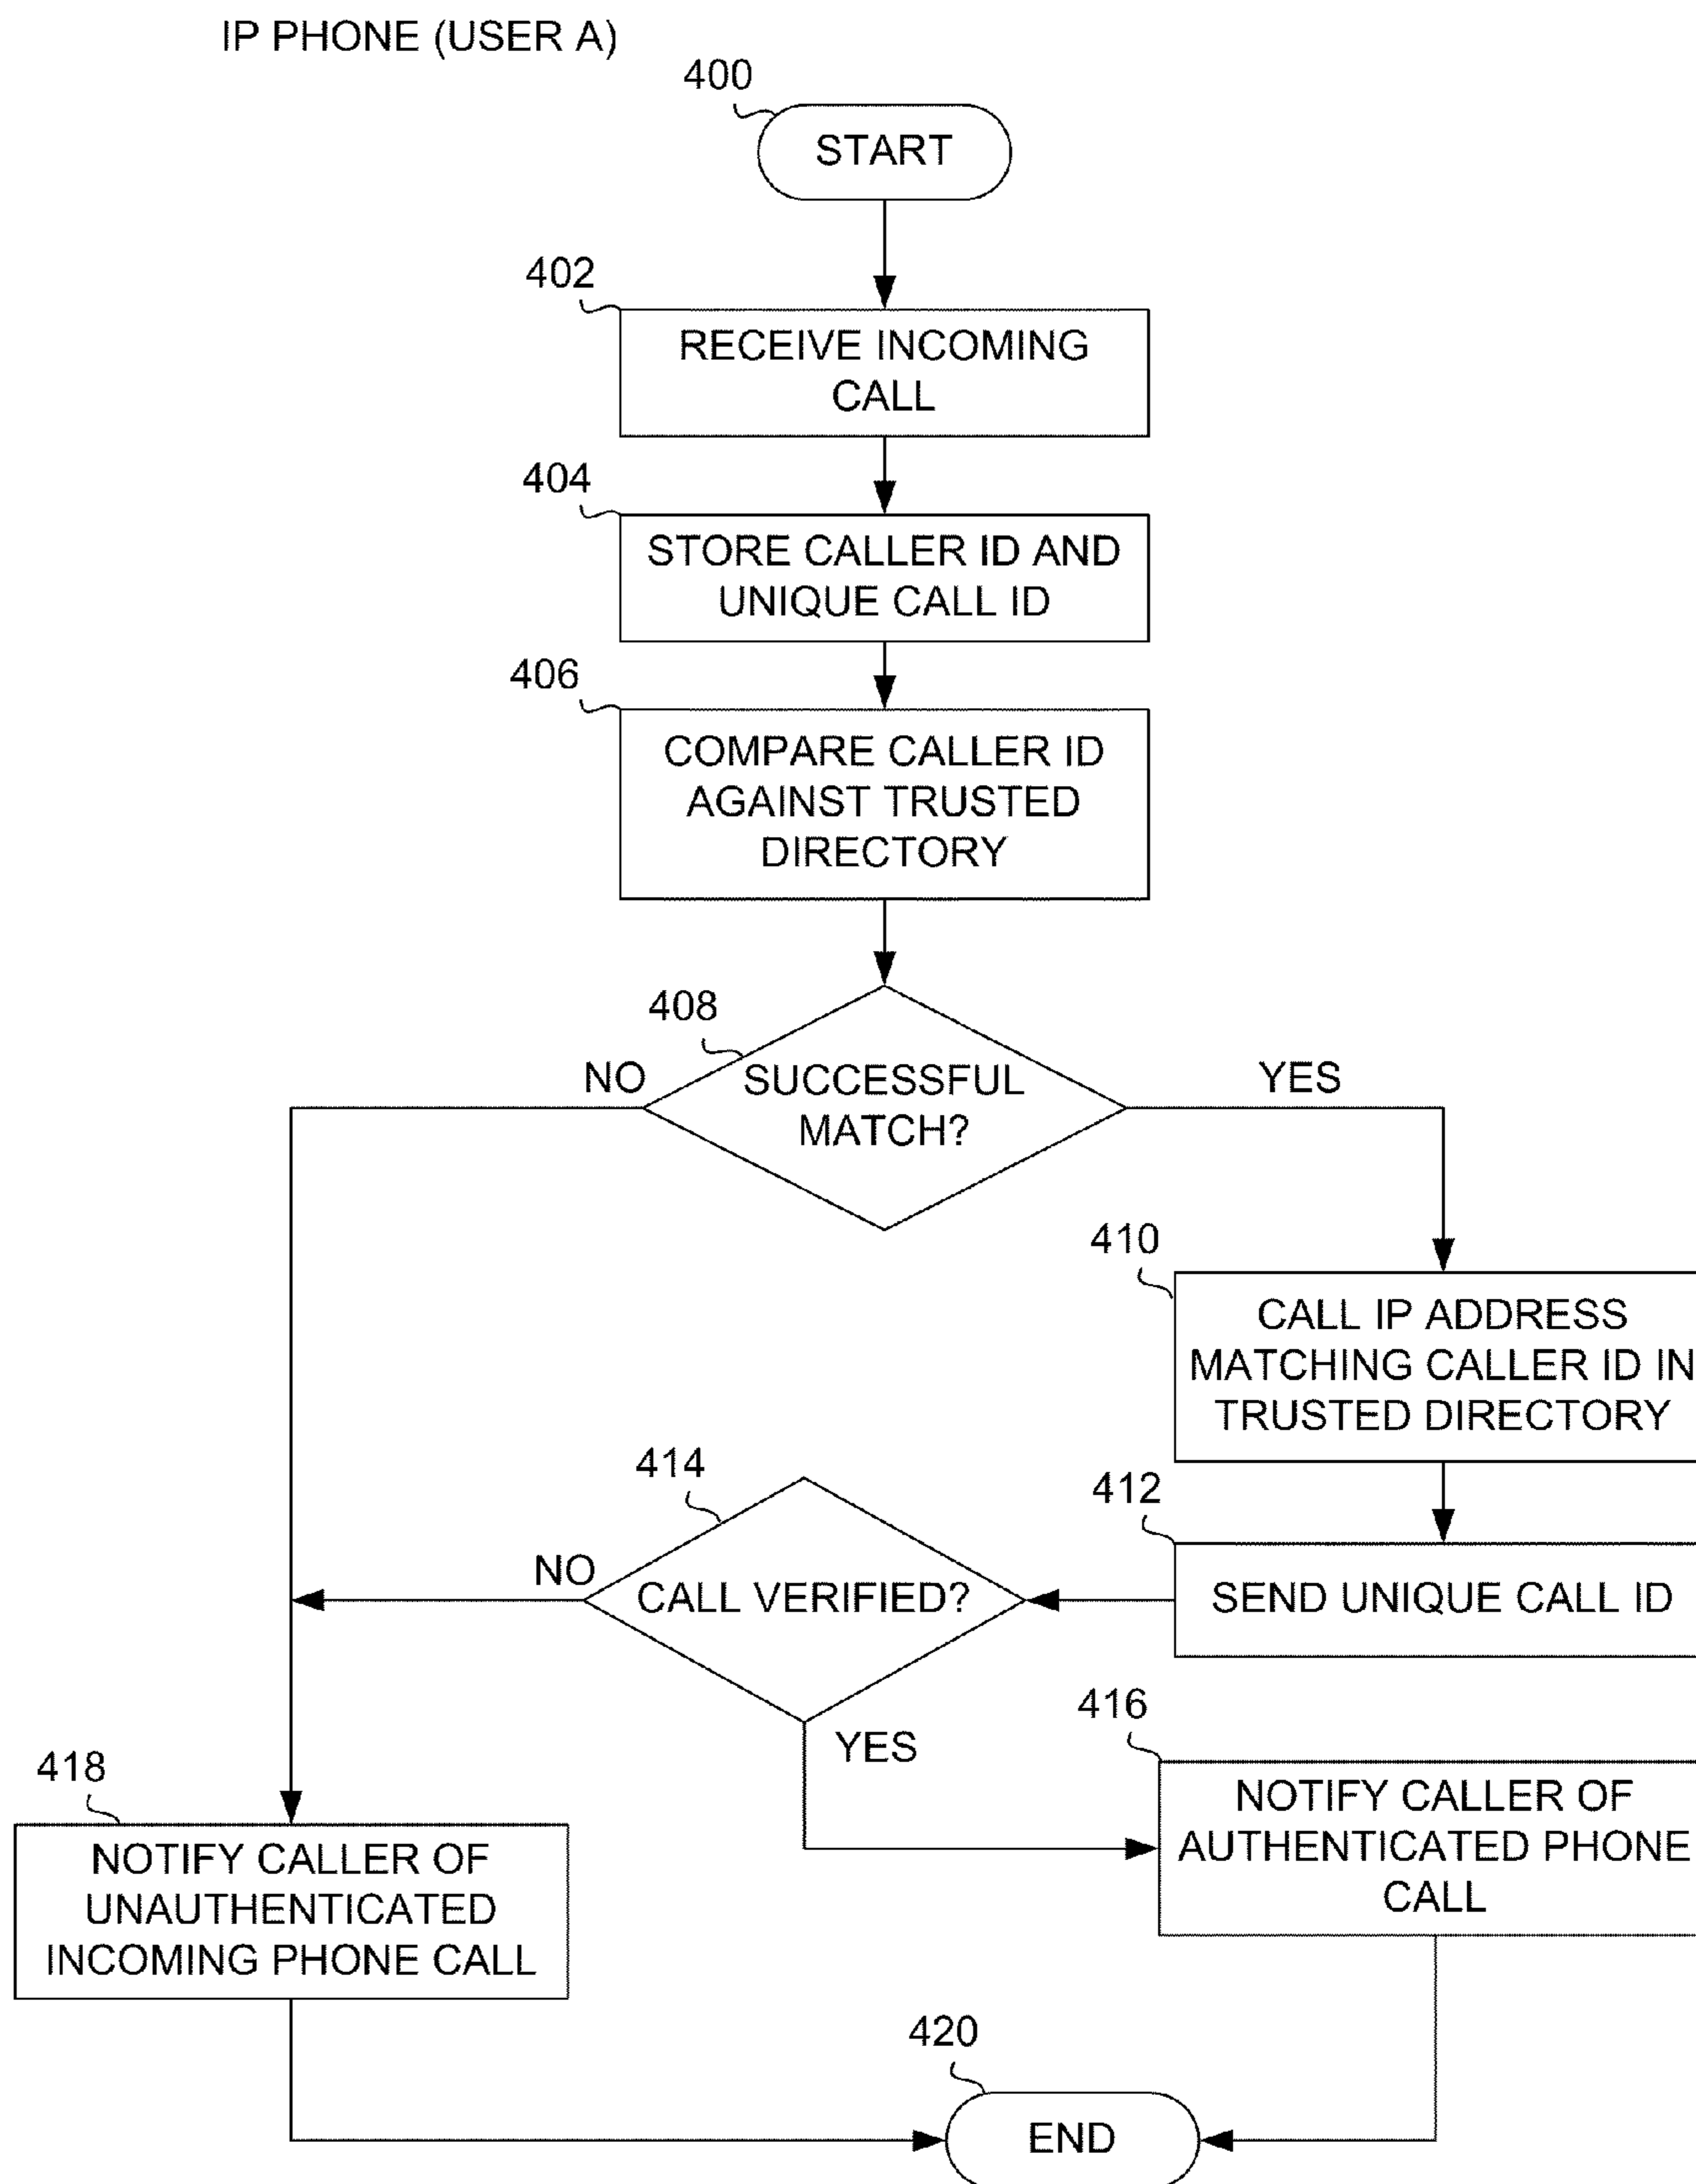 IP PHONE (USER A)
400
START
402
RECEIVE INCOMING
CALL
404
STORE CALLER ID AND
UNIQUE CALL ID
406
COMPARE CALLER ID
AGAINST TRUSTED
DIRECTORY
408
NO
SUCCESSFUL
MATCH?
YES
410
CALL IP ADDRESS
MATCHING CALLER ID IN
TRUSTED DIRECTORY
412
SEND UNIQUE CALL ID
414
NO
CALL VERIFIED?
YES
416
NOTIFY CALLER OF
AUTHENTICATED PHONE
CALL
418
NOTIFY CALLER OF
UNAUTHENTICATED
INCOMING PHONE CALL
420
END